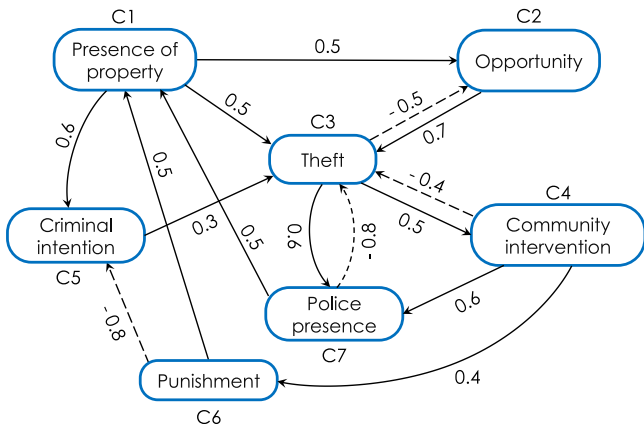 C1
Presence of
property
C2
Opportunity
0.5
0.5
- 0.5
0.7
C3
Theft
0.6
0.5
- 0.4
C4
Community
intervention
0.5
Criminal
intention
C5
0.3
0.5
0.6
- 0.8
Police
presence
C7
0.6
- 0.8
Punishment
C6
0.4